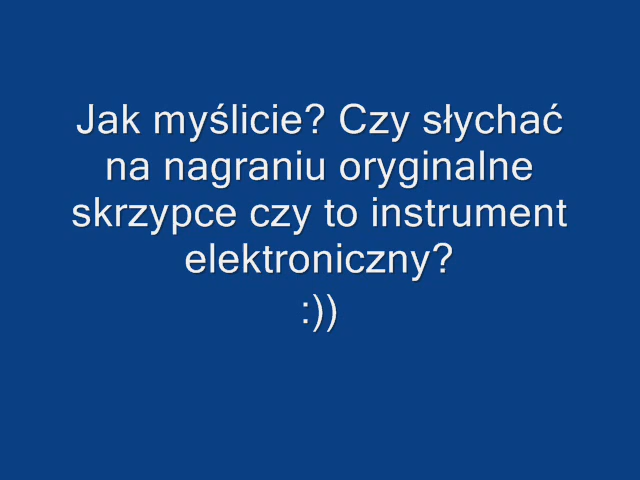 Jak myślicie? Czy słychać
na nagraniu oryginalne
skrzypce czy to instrument
elektroniczny?
:))